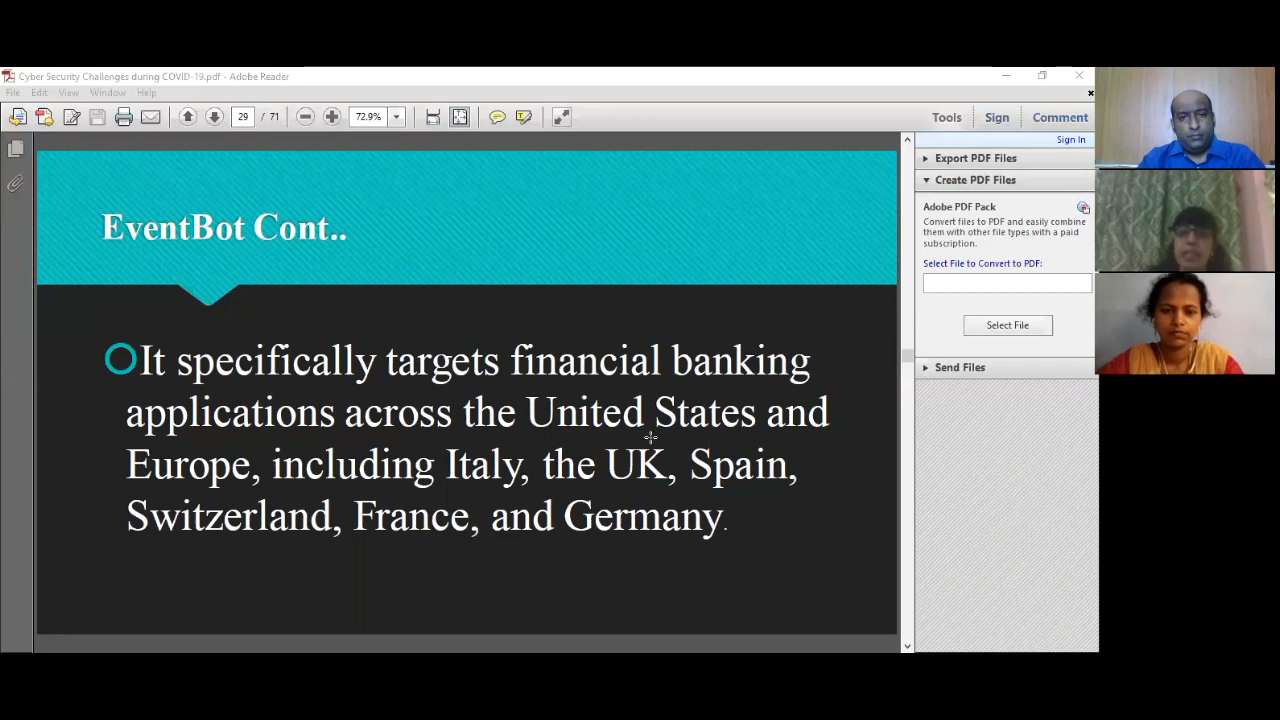 Cyber Security Challenges during COVID-19.pdf - Adobe Reader
File Edit View Window Help
29 / 71 72.9% Tools Sign Comment
Sign In
Export PDF Files
Create PDF Files
Adobe PDF Pack
Convert files to PDF and easily combine
them with other file types with a paid
subscription.
Select File to Convert to PDF:
Select File
Send Files
EventBot Cont..
It specifically targets financial banking
applications across the United States and
Europe, including Italy, the UK, Spain,
Switzerland, France, and Germany.